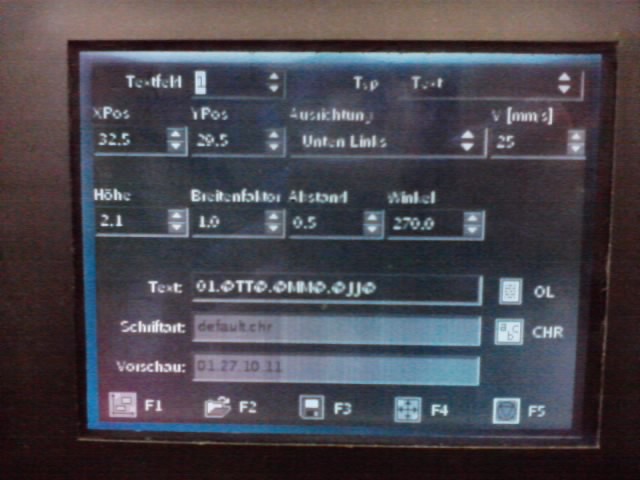 Textfeld 1 Typ Text
XPos YPos Ausrichtung V [mm/s]
32.5 29.5 Unten Links 25
Höhe Breitenfaktor Abstand Winkel
2.1 1.0 0.5 270.0
Text: 01.@TT@.@MM@.@JJ@ OL
Schriftart: default.chr abc CHR
Vorschau: 01.27.10.11
F1 F2 F3 F4 F5